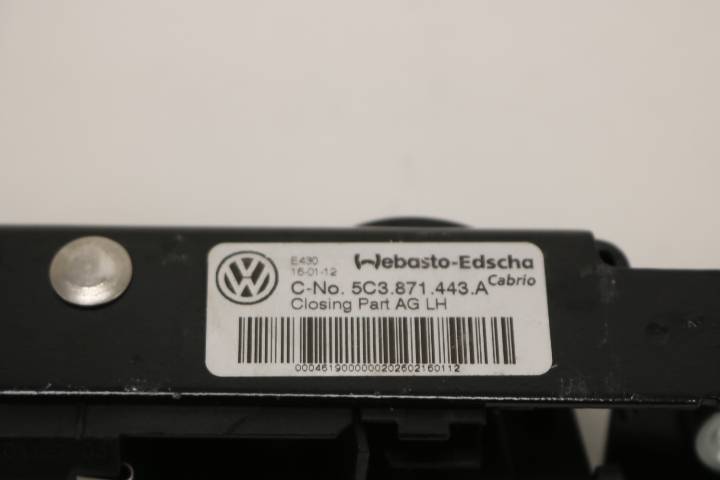 E430
16-01-12
Webasto-Edscha
Cabrio
C-No. 5C3.871.443.A
Closing Part AG LH
0004619000000202602160112